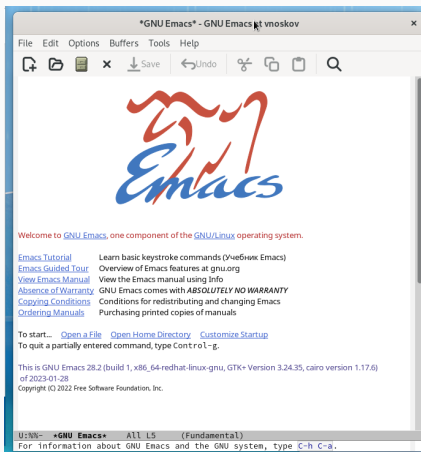 *GNU Emacs* - GNU Emacs at vnoskov
File Edit Options Buffers Tools Help
Save Undo
Emacs
Welcome to GNU Emacs, one component of the GNU/Linux operating system.
Emacs Tutorial Learn basic keystroke commands (Учебник Emacs)
Emacs Guided Tour Overview of Emacs features at gnu.org
View Emacs Manual View the Emacs manual using Info
Absence of Warranty GNU Emacs comes with ABSOLUTELY NO WARRANTY
Copying Conditions Conditions for redistributing and changing Emacs
Ordering Manuals Purchasing printed copies of manuals
To start... Open a File Open Home Directory Customize Startup
To quit a partially entered command, type Control-g.
This is GNU Emacs 28.2 (build 1, x86_64-redhat-linux-gnu, GTK+ Version 3.24.35, cairo version 1.17.6)
of 2023-01-28
Copyright (C) 2022 Free Software Foundation, Inc.
U:%%- *GNU Emacs* All L5 (Fundamental)
For information about GNU Emacs and the GNU system, type C-h C-a.